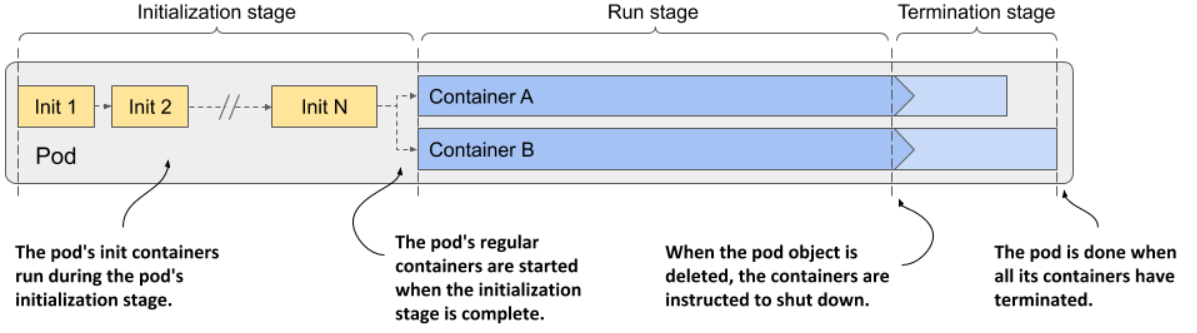 Initialization stage
Run stage
Termination stage
Init 1
Init 2
Init N
Container A
Container B
Pod
The pod's init containers
run during the pod's
initialization stage.
The pod's regular
containers are started
when the initialization
stage is complete.
When the pod object is
deleted, the containers are
instructed to shut down.
The pod is done when
all its containers have
terminated.